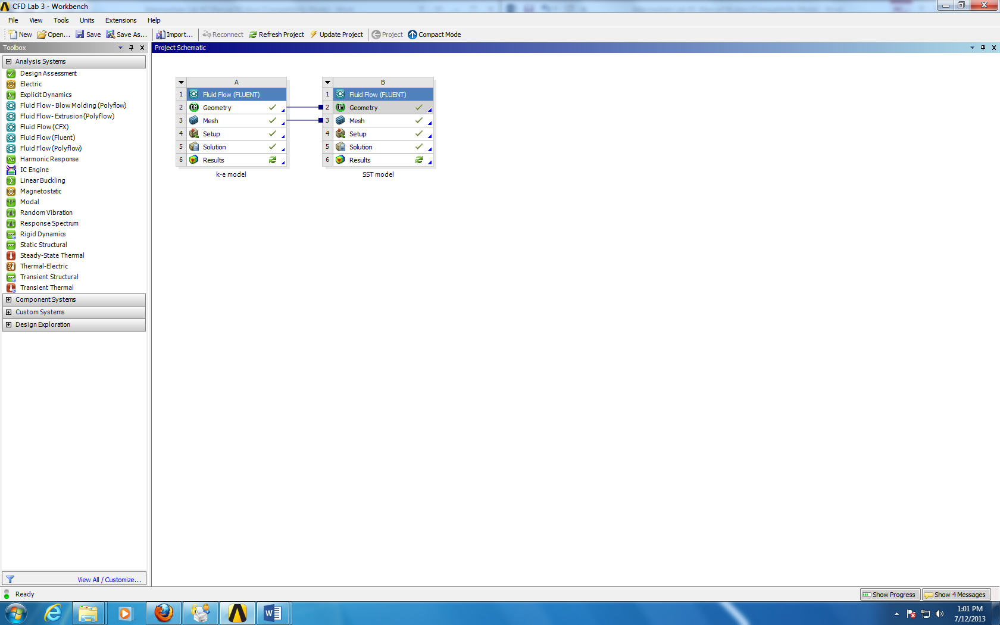 CFD Lab 3 - Workbench
File View Tools Units Extensions Help
New Open... Save Save As... Import... Reconnect Refresh Project Update Project Project Compact Mode
Toolbox
Analysis Systems
Design Assessment
Electric
Explicit Dynamics
Fluid Flow - Blow Molding (Polyflow)
Fluid Flow - Extrusion (Polyflow)
Fluid Flow (CFX)
Fluid Flow (Fluent)
Fluid Flow (Polyflow)
Harmonic Response
IC Engine
Linear Buckling
Magnetostatic
Modal
Random Vibration
Response Spectrum
Rigid Dynamics
Static Structural
Steady-State Thermal
Thermal-Electric
Transient Structural
Transient Thermal
Component Systems
Custom Systems
Design Exploration
View All / Customize...
Project Schematic
A
1 Fluid Flow (FLUENT)
2 Geometry
3 Mesh
4 Setup
5 Solution
6 Results
k-e model
B
1 Fluid Flow (FLUENT)
2 Geometry
3 Mesh
4 Setup
5 Solution
6 Results
SST model
Ready
Show Progress Show 4 Messages
1:01 PM
7/12/2013